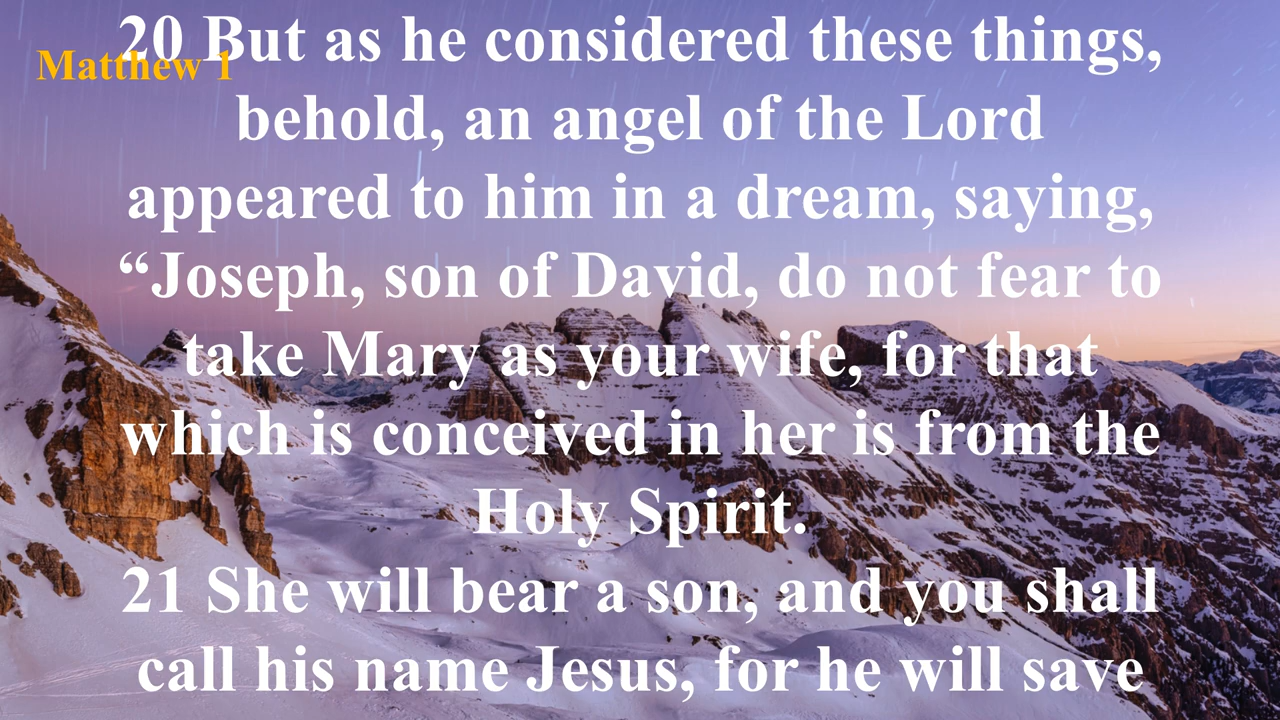 Matthew 1
20 But as he considered these things,
behold, an angel of the Lord
appeared to him in a dream, saying,
“Joseph, son of David, do not fear to
take Mary as your wife, for that
which is conceived in her is from the
Holy Spirit.
21 She will bear a son, and you shall
call his name Jesus, for he will save